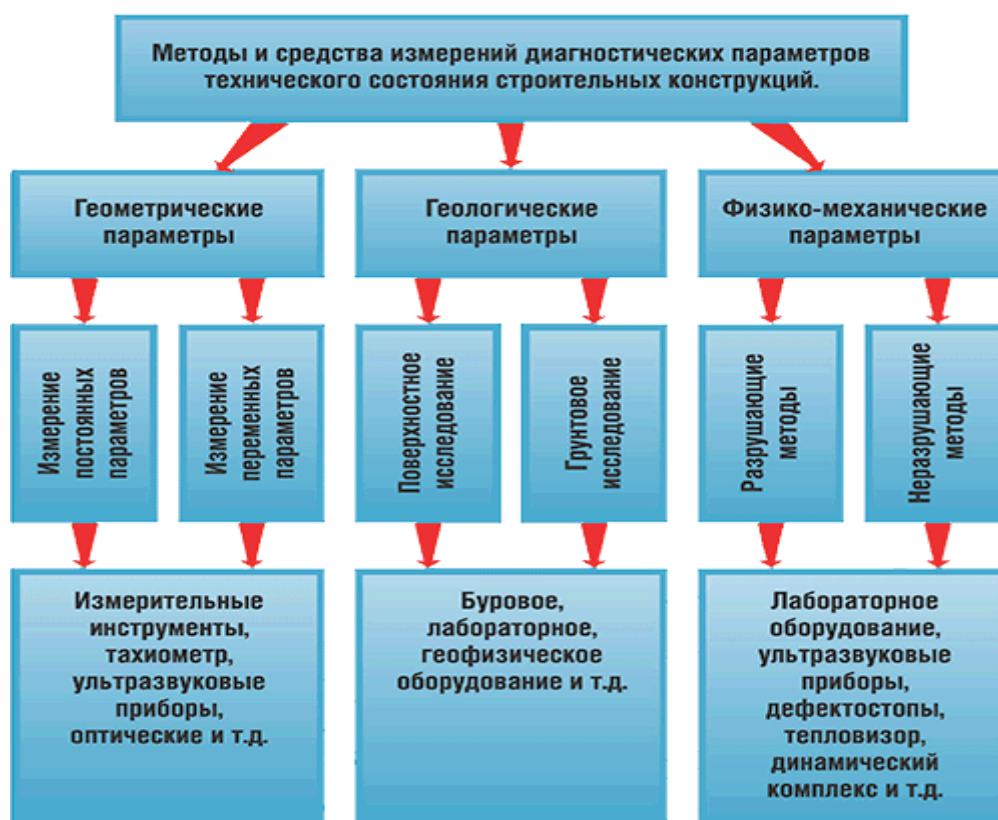 Методы и средства измерений диагностических параметров
технического состояния строительных конструкций.
Геометрические
параметры
Геологические
параметры
Физико-механические
параметры
Измерение
постоянных
параметров
Измерение
переменных
параметров
Поверхностное
исследование
Грунтовое
исследование
Разрушающие
методы
Неразрушающие
методы
Измерительные
инструменты,
тахиометр,
ультразвуковые
приборы,
оптические и т.д.
Буровое,
лабораторное,
геофизическое
оборудование и т.д.
Лабораторное
оборудование,
ультразвуковые
приборы,
дефектостопы,
тепловизор,
динамический
комплекс и т.д.